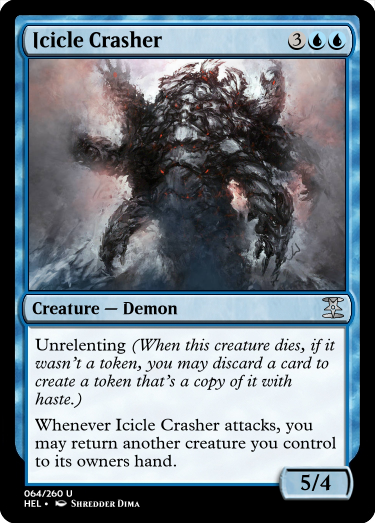 Icicle Crasher 3
Creature — Demon
Unrelenting (When this creature dies, if it
wasn't a token, you may discard a card to
create a token that's a copy of it with
haste.)
Whenever Icicle Crasher attacks, you
may return another creature you control
to its owners hand.
5/4
064/260 U
HEL • Shredder Dima